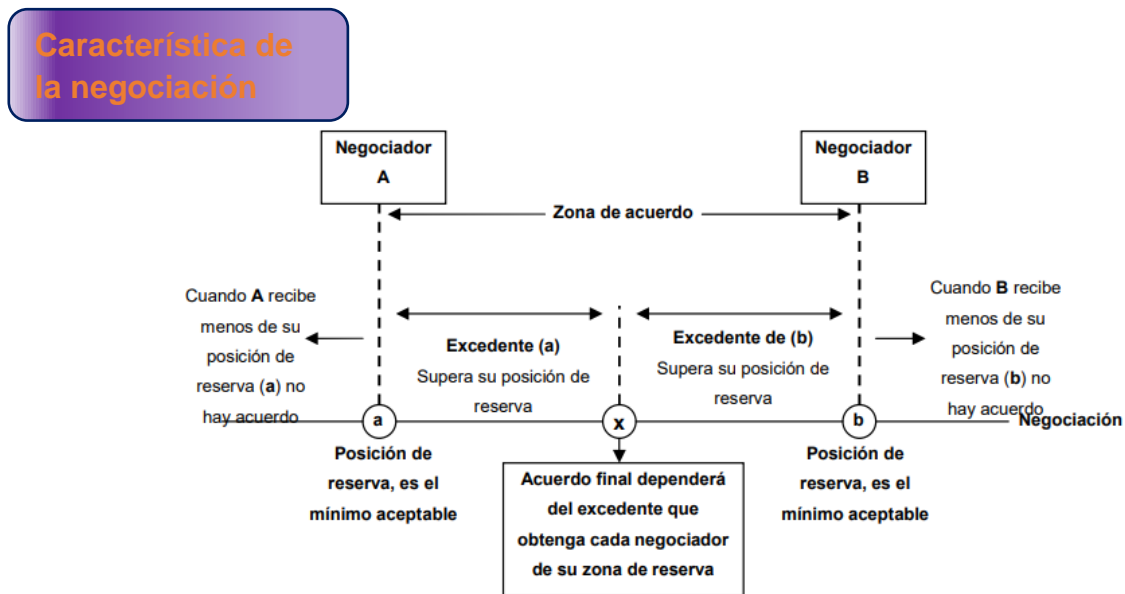 Característica de
la negociación
Negociador
A
Negociador
B
Zona de acuerdo
Cuando A recibe
menos de su
posición de
reserva (a) no
hay acuerdo
Excedente (a)
Supera su posición de
reserva
Excedente de (b)
Supera su posición de
reserva
Cuando B recibe
menos de su
posición de
reserva (b) no
hay acuerdo
a
x
b
Negociación
Posición de
reserva, es el
mínimo aceptable
Acuerdo final dependerá
del excedente que
obtenga cada negociador
de su zona de reserva
Posición de
reserva, es el
mínimo aceptable